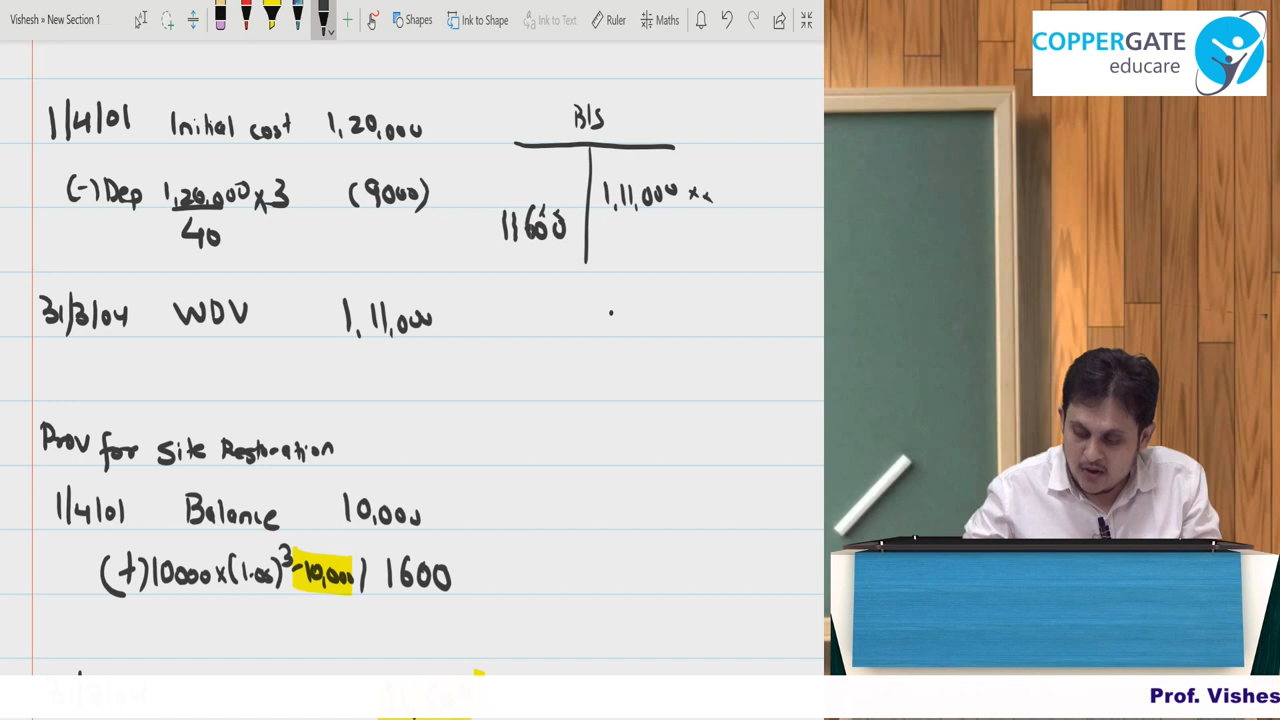 Vishesh » New Section 1
Shapes
Ink to Shape
Ink to Text
Ruler
Maths
COPPERGATE
educare
1/4/01 Initial cost 1,20,000
B/S
(-) Dep 1,20,000 x 3 (9000)
40
1,11,000 xx
11600
31/3/04 WDV 1,11,000
Prov for Site Restoration
1/4/01 Balance 10,000
(+) 10000 x (1.06)³ - 10,000) 1600
Prof. Vishes